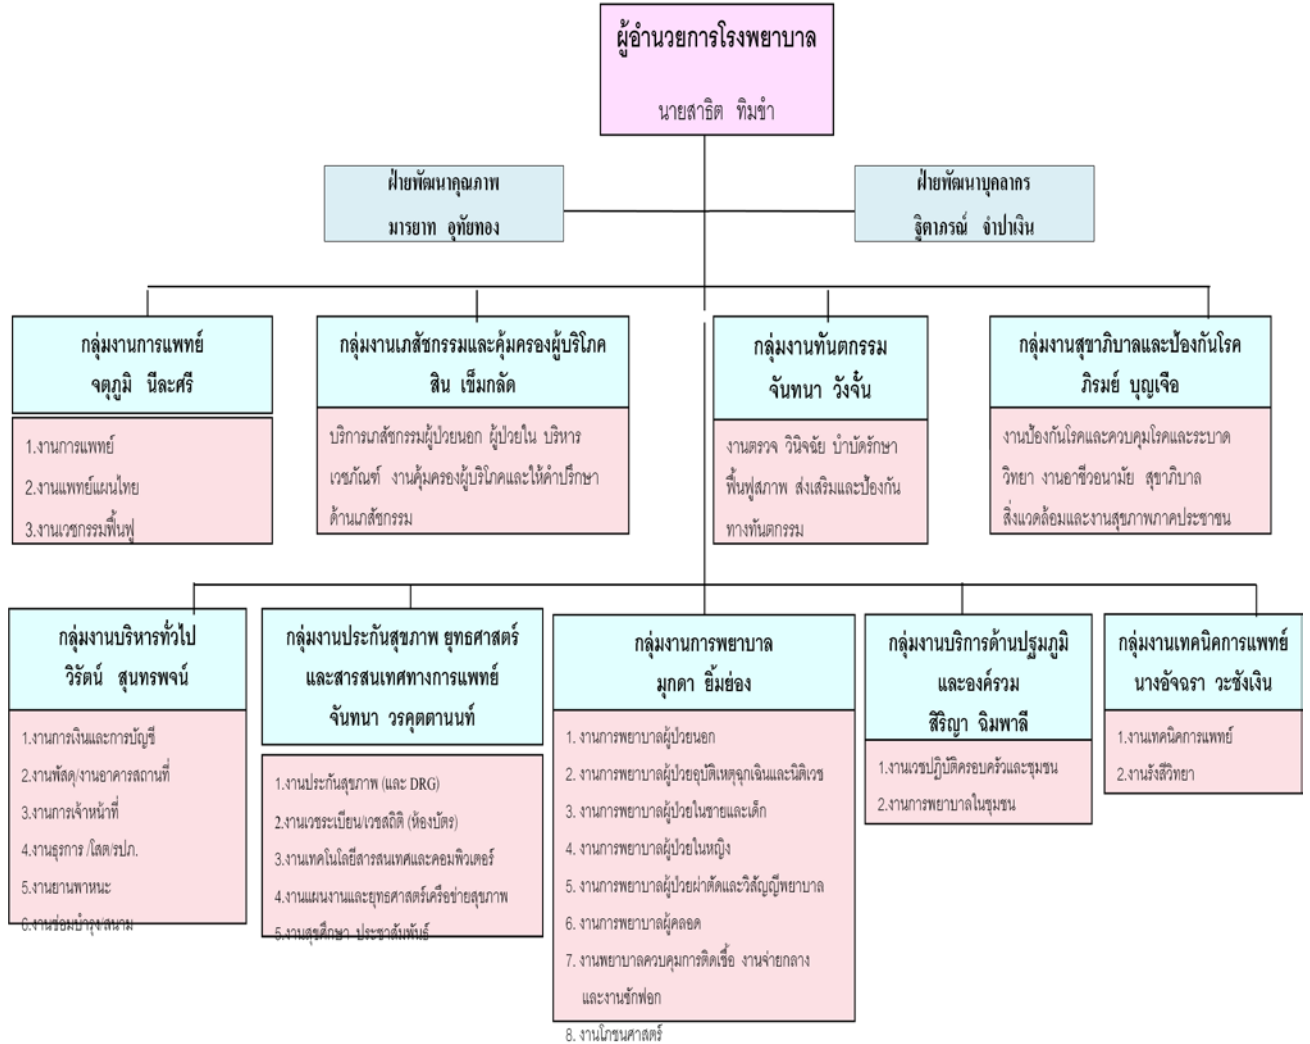 ผู้อำนวยการโรงพยาบาล
นายสาธิต ทิมขำ
ฝ่ายพัฒนาคุณภาพ
มารยาท อุทัยทอง
ฝ่ายพัฒนาบุคลากร
ฐิตาภรณ์ จำปาเงิน
กลุ่มงานการแพทย์
จตุภูมิ นีละศรี
1.งานการแพทย์
2.งานแพทย์แผนไทย
3.งานเวชกรรมฟื้นฟู
กลุ่มงานเภสัชกรรมและคุ้มครองผู้บริโภค
สิน เข็มกลัด
บริการเภสัชกรรมผู้ป่วยนอก ผู้ป่วยใน บริหาร
เวชภัณฑ์ งานคุ้มครองผู้บริโภคและให้คำปรึกษา
ด้านเภสัชกรรม
กลุ่มงานทันตกรรม
จันทนา วังจั๋น
งานตรวจ วินิจฉัย บำบัดรักษา
ฟื้นฟูสภาพ ส่งเสริมและป้องกัน
ทางทันตกรรม
กลุ่มงานสุขาภิบาลและป้องกันโรค
ภิรมย์ บุญเจือ
งานป้องกันโรคและควบคุมโรคและระบาด
วิทยา งานอาชีวอนามัย สุขาภิบาล
สิ่งแวดล้อมและงานสุขภาพภาคประชาชน
กลุ่มงานบริหารทั่วไป
วิรัตน์ สุนทรพจน์
1.งานการเงินและการบัญชี
2.งานพัสดุ/งานอาคารสถานที่
3.งานการเจ้าหน้าที่
4.งานธุรการ /โสต/รปภ.
5.งานยานพาหนะ
6.งานซ่อมบำรุง/สนาม
กลุ่มงานประกันสุขภาพ ยุทธศาสตร์
และสารสนเทศทางการแพทย์
จันทนา วรคุตตานนท์
1.งานประกันสุขภาพ (และ DRG)
2.งานเวชระเบียน/เวชสถิติ (ห้องบัตร)
3.งานเทคโนโลยีสารสนเทศและคอมพิวเตอร์
4.งานแผนงานและยุทธศาสตร์เครือข่ายสุขภาพ
5.งานสุขศึกษา ประชาสัมพันธ์
กลุ่มงานการพยาบาล
มุกดา ยิ้มย่อง
1. งานการพยาบาลผู้ป่วยนอก
2. งานการพยาบาลผู้ป่วยอุบัติเหตุฉุกเฉินและนิติเวช
3. งานการพยาบาลผู้ป่วยในชายและเด็ก
4. งานการพยาบาลผู้ป่วยในหญิง
5. งานการพยาบาลผู้ป่วยผ่าตัดและวิสัญญีพยาบาล
6. งานการพยาบาลผู้คลอด
7. งานพยาบาลควบคุมการติดเชื้อ งานจ่ายกลาง
และงานซักฟอก
8. งานโภชนศาสตร์
กลุ่มงานบริการด้านปฐมภูมิ
และองค์รวม
สิริญา ฉิมพาลี
1.งานเวชปฏิบัติครอบครัวและชุมชน
2.งานการพยาบาลในชุมชน
กลุ่มงานเทคนิคการแพทย์
นางอัจฉรา วะชังเงิน
1.งานเทคนิคการแพทย์
2.งานรังสีวิทยา